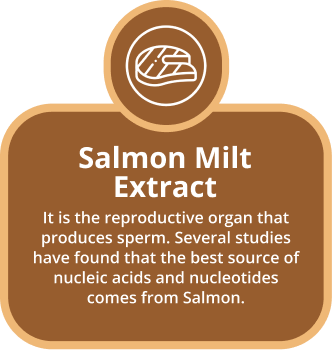 Salmon Milt
Extract
It is the reproductive organ that
produces sperm. Several studies
have found that the best source of
nucleic acids and nucleotides
comes from Salmon.